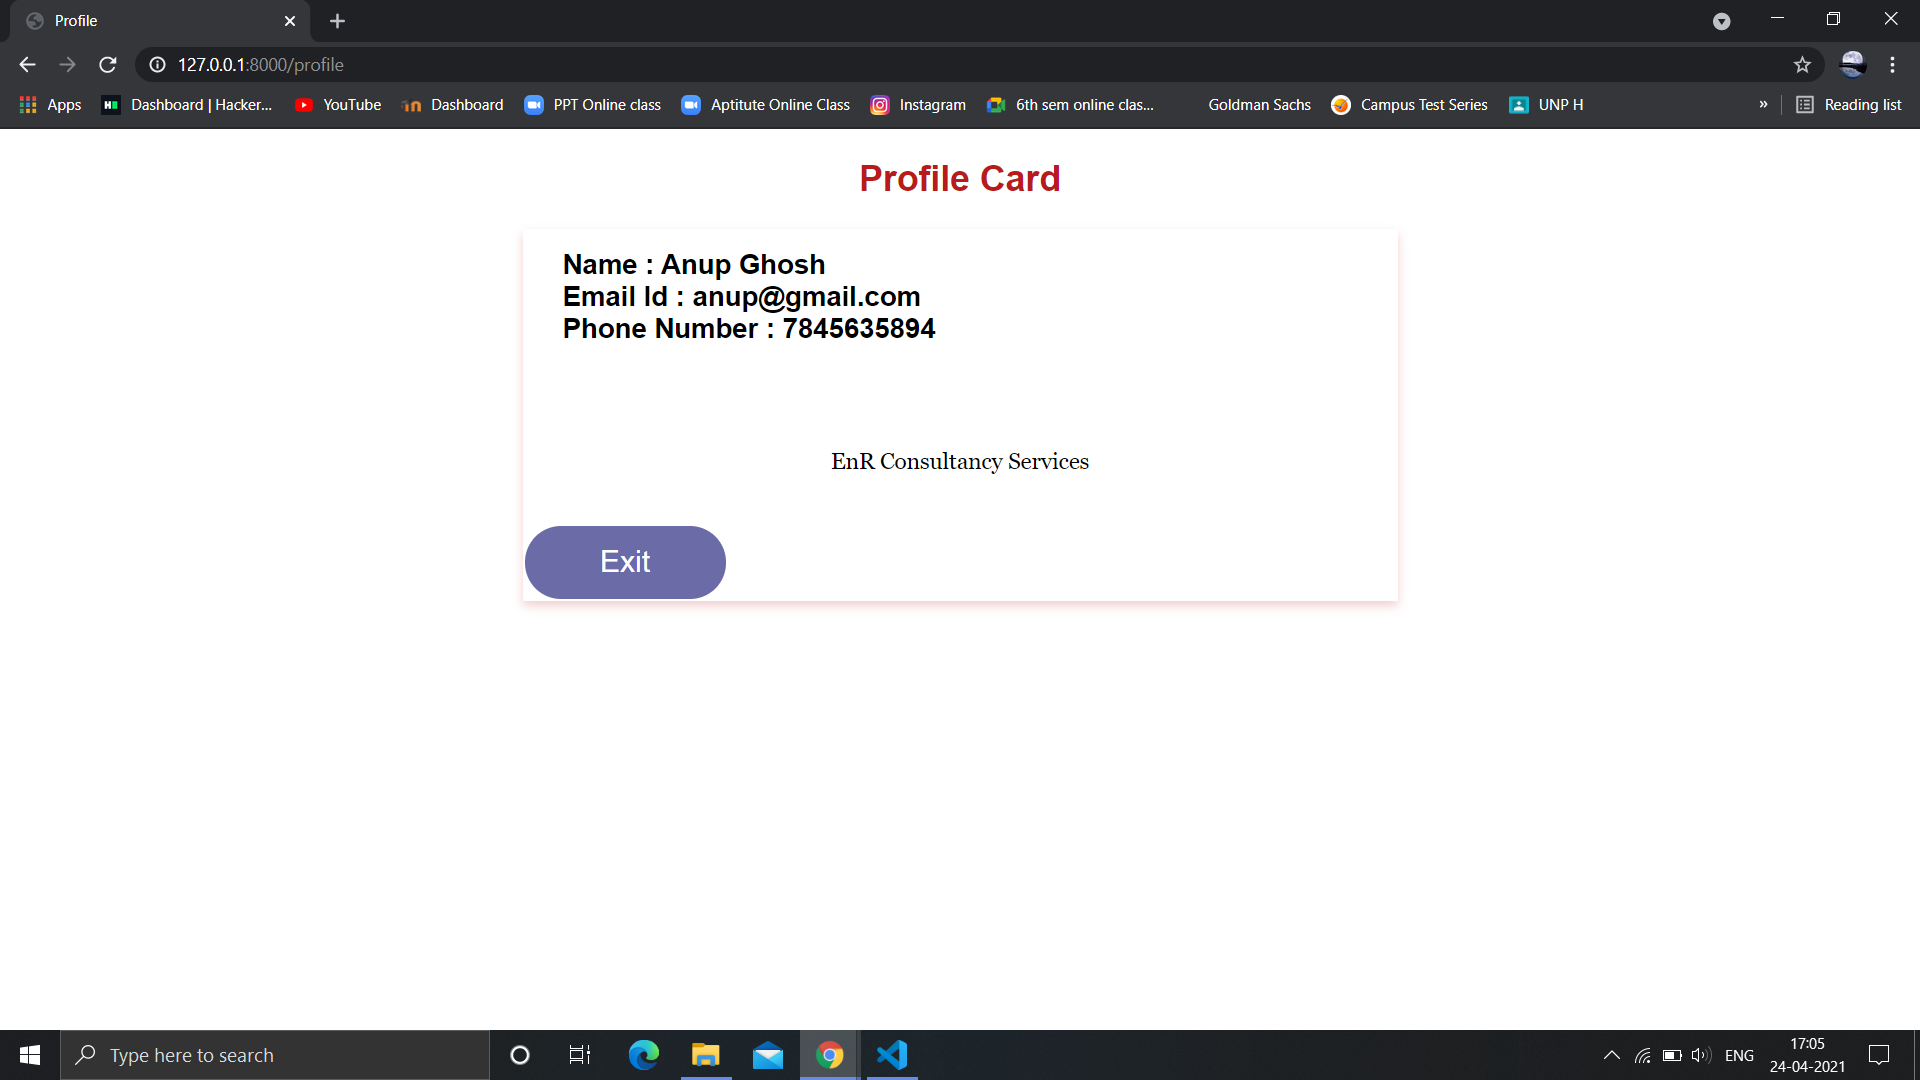 Profile
127.0.0.1:8000/profile
Apps
Dashboard | Hacker...
YouTube
Dashboard
PPT Online class
Aptitute Online Class
Instagram
6th sem online clas...
Goldman Sachs
Campus Test Series
UNP H
»
Reading list
Profile Card
Name : Anup Ghosh
Email Id : anup@gmail.com
Phone Number : 7845635894
EnR Consultancy Services
Exit
Type here to search
ENG
17:05
24-04-2021